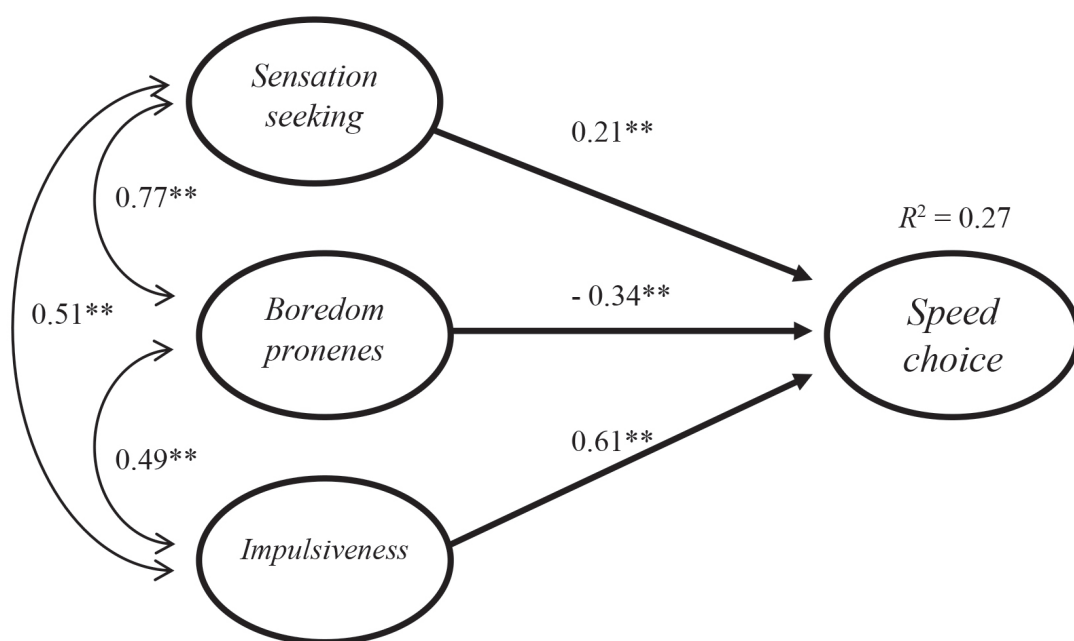 Sensation
seeking
0.21**
0.77**
R² = 0.27
0.51**
Boredom
pronenes
- 0.34**
Speed
choice
0.49**
0.61**
Impulsiveness